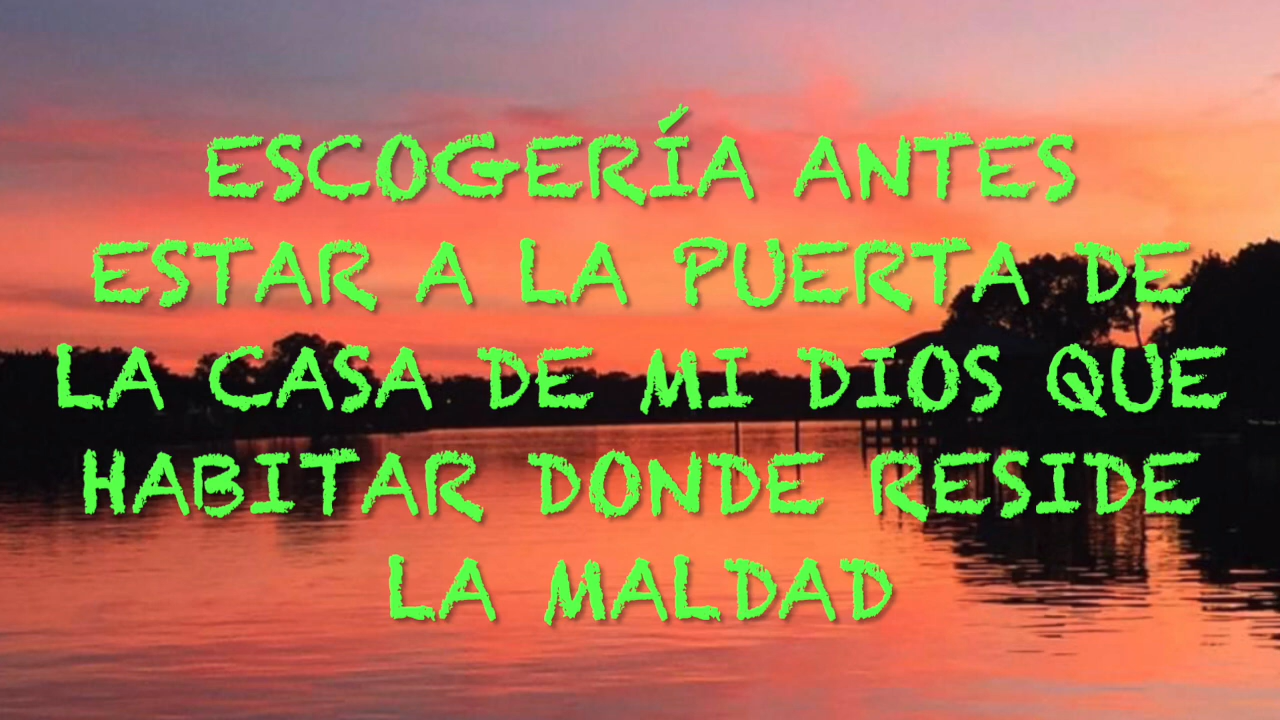 ESCOGERÍA ANTES
ESTAR A LA PUERTA DE
LA CASA DE MI DIOS QUE
HABITAR DONDE RESIDE
LA MALDAD